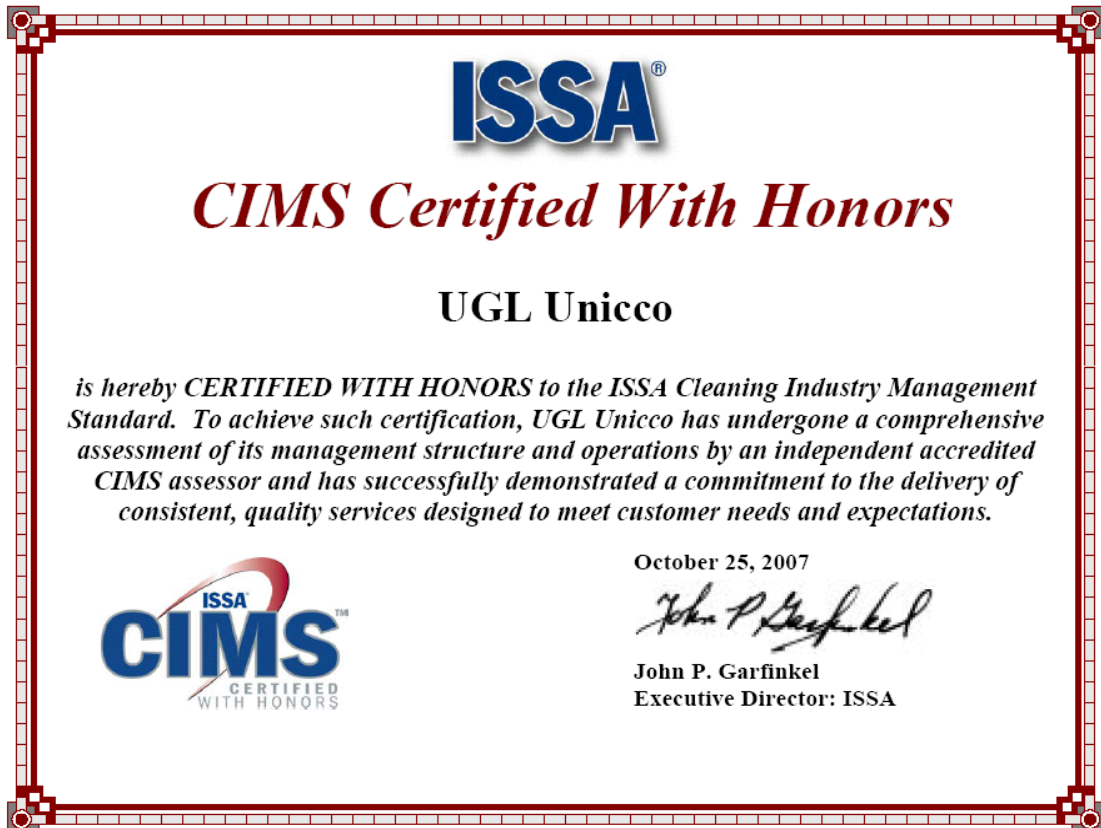 ISSA®
CIMS Certified With Honors
UGL Unicco
is hereby CERTIFIED WITH HONORS to the ISSA Cleaning Industry Management
Standard. To achieve such certification, UGL Unicco has undergone a comprehensive
assessment of its management structure and operations by an independent accredited
CIMS assessor and has successfully demonstrated a commitment to the delivery of
consistent, quality services designed to meet customer needs and expectations.
ISSA
CIMS™
CERTIFIED
WITH HONORS
October 25, 2007
John P Garfinkel
John P. Garfinkel
Executive Director: ISSA